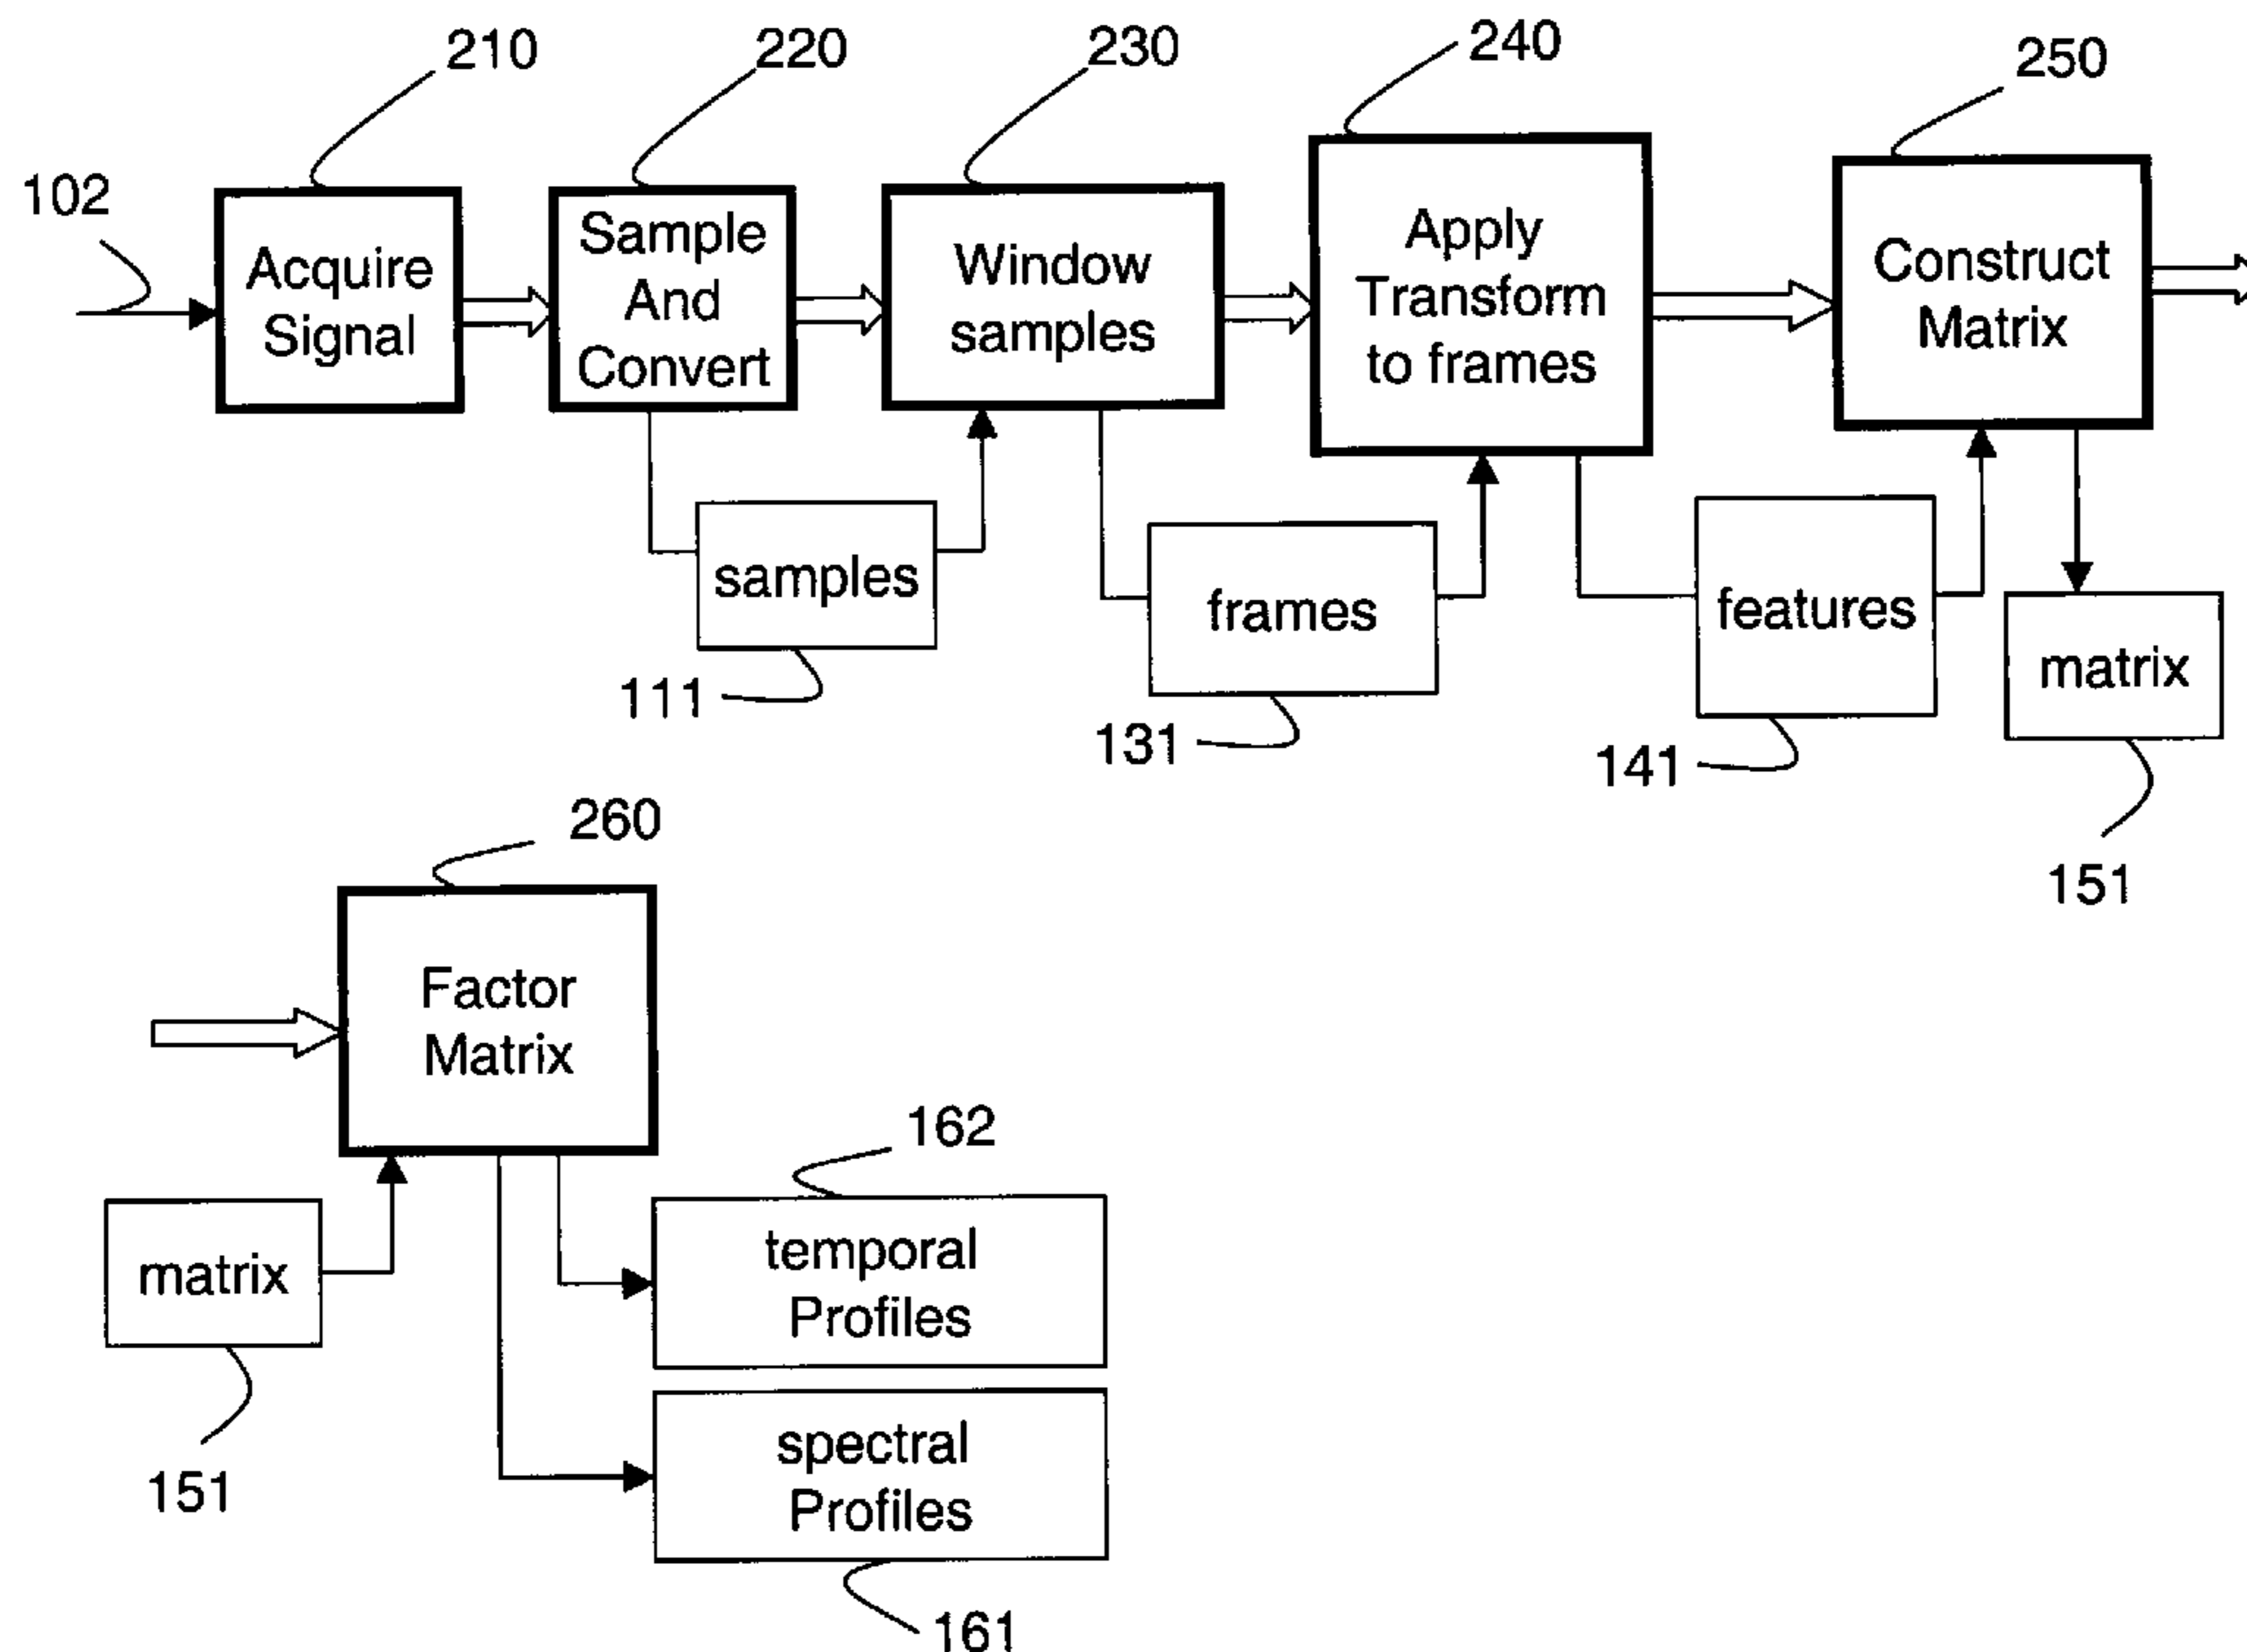 210
220
230
240
250
102
Acquire
Signal
Sample
And
Convert
Window
samples
Apply
Transform
to frames
Construct
Matrix
samples
frames
features
matrix
111
131
141
151
260
Factor
Matrix
162
matrix
temporal
Profiles
151
spectral
Profiles
161